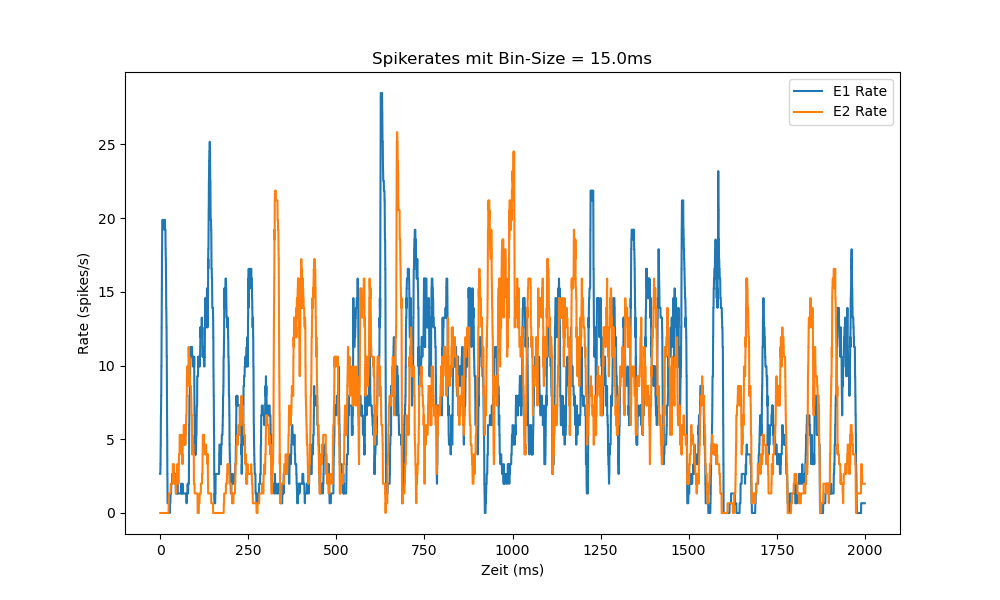 Spikerates mit Bin-Size = 15.0ms
E1 Rate
E2 Rate
25
20
15
10
5
0
Rate (spikes/s)
0 250 500 750 1000 1250 1500 1750 2000
Zeit (ms)